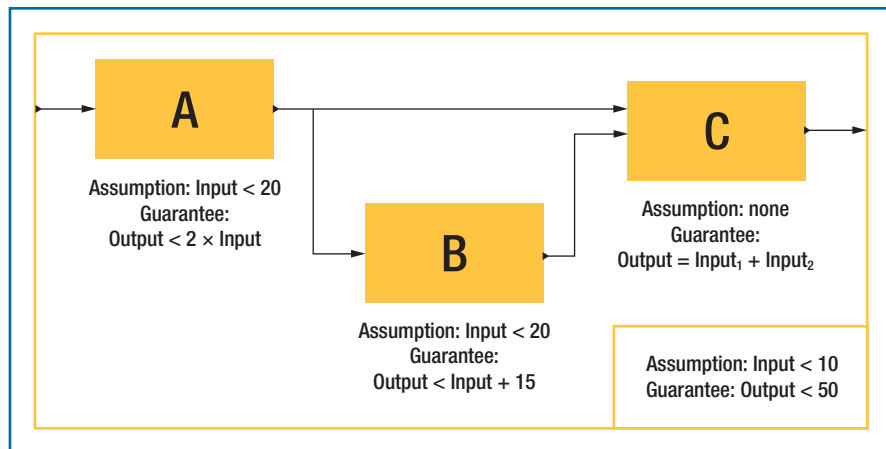 A
Assumption: Input < 20
Guarantee:
Output < 2 × Input
B
Assumption: Input < 20
Guarantee:
Output < Input + 15
C
Assumption: none
Guarantee:
Output = Input₁ + Input₂
Assumption: Input < 10
Guarantee: Output < 50